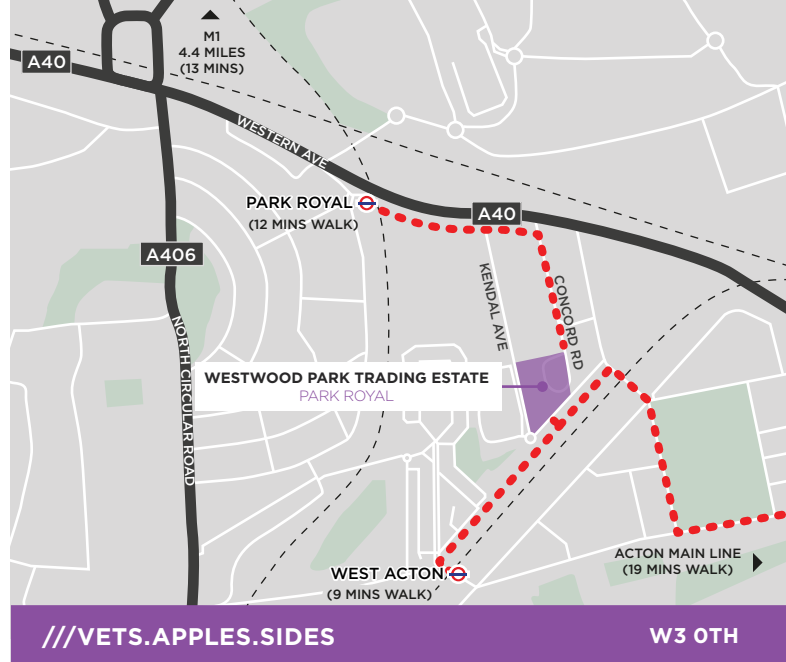 M1
4.4 MILES
(13 MINS)
A40
WESTERN AVE
PARK ROYAL
(12 MINS WALK)
A40
A406
KENDAL AVE
CONCORD RD
NORTH CIRCULAR ROAD
WESTWOOD PARK TRADING ESTATE
PARK ROYAL
ACTON MAIN LINE
(19 MINS WALK)
WEST ACTON
(9 MINS WALK)
///VETS.APPLES.SIDES
W3 0TH